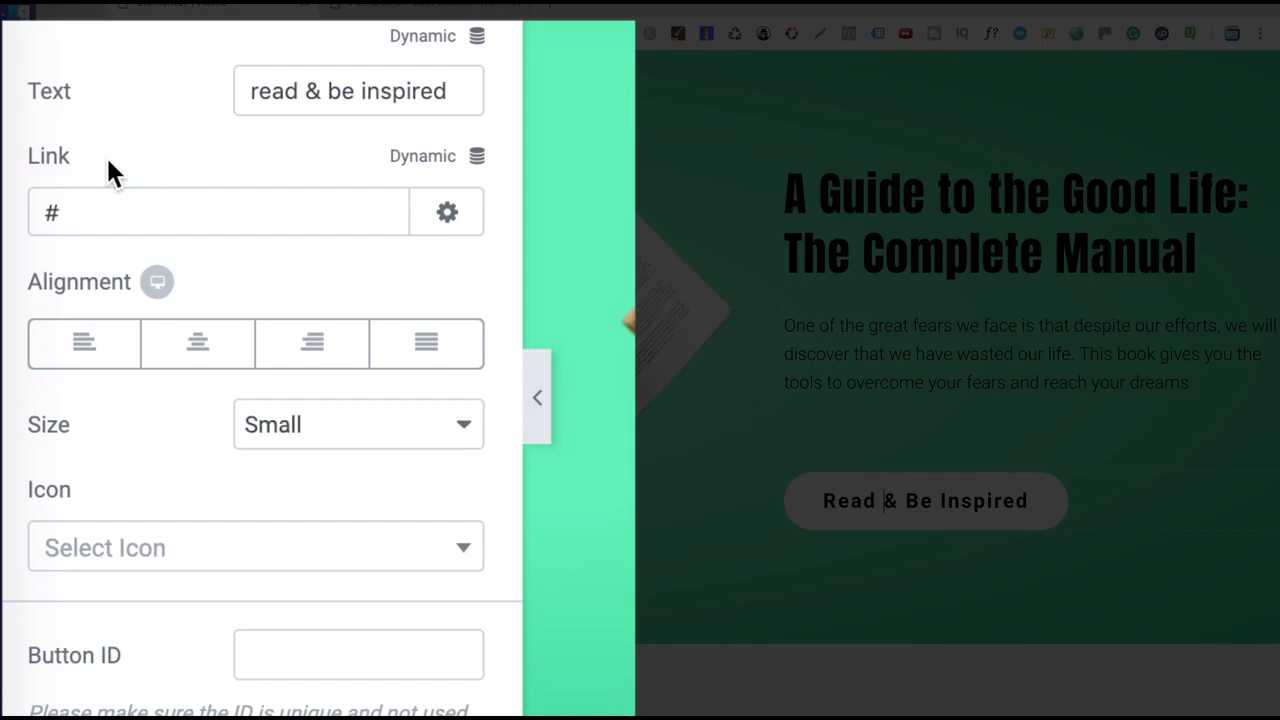 Dynamic
Text
read & be inspired
Link
Dynamic
#
Alignment
Size
Small
Icon
Select Icon
Button ID
Please make sure the ID is unique and not used
A Guide to the Good Life:
The Complete Manual
One of the great fears we face is that despite our efforts, we will
discover that we have wasted our life. This book gives you the
tools to overcome your fears and reach your dreams
Read & Be Inspired
IQ
f?